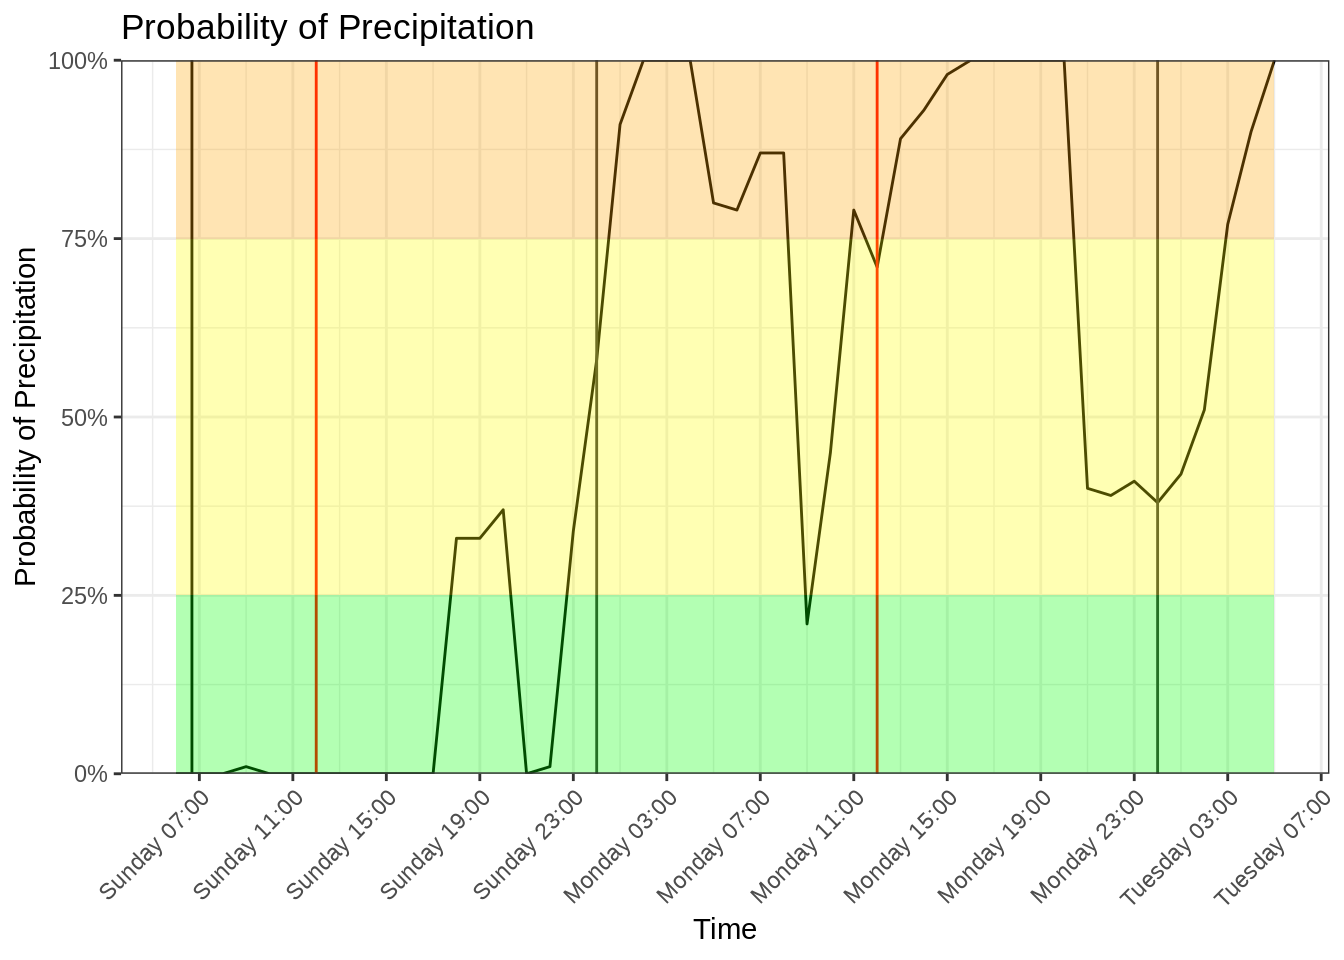 Probability of Precipitation
Probability of Precipitation
100%
75%
50%
25%
0%
Sunday 07:00
Sunday 11:00
Sunday 15:00
Sunday 19:00
Sunday 23:00
Monday 03:00
Monday 07:00
Monday 11:00
Monday 15:00
Monday 19:00
Monday 23:00
Tuesday 03:00
Tuesday 07:00
Time